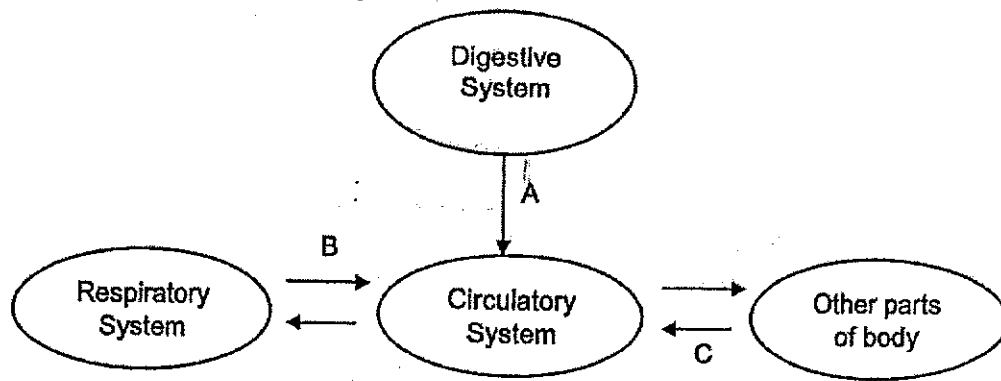 Digestive
System
A
B
Respiratory
System
Circulatory
System
Other parts
of body
C